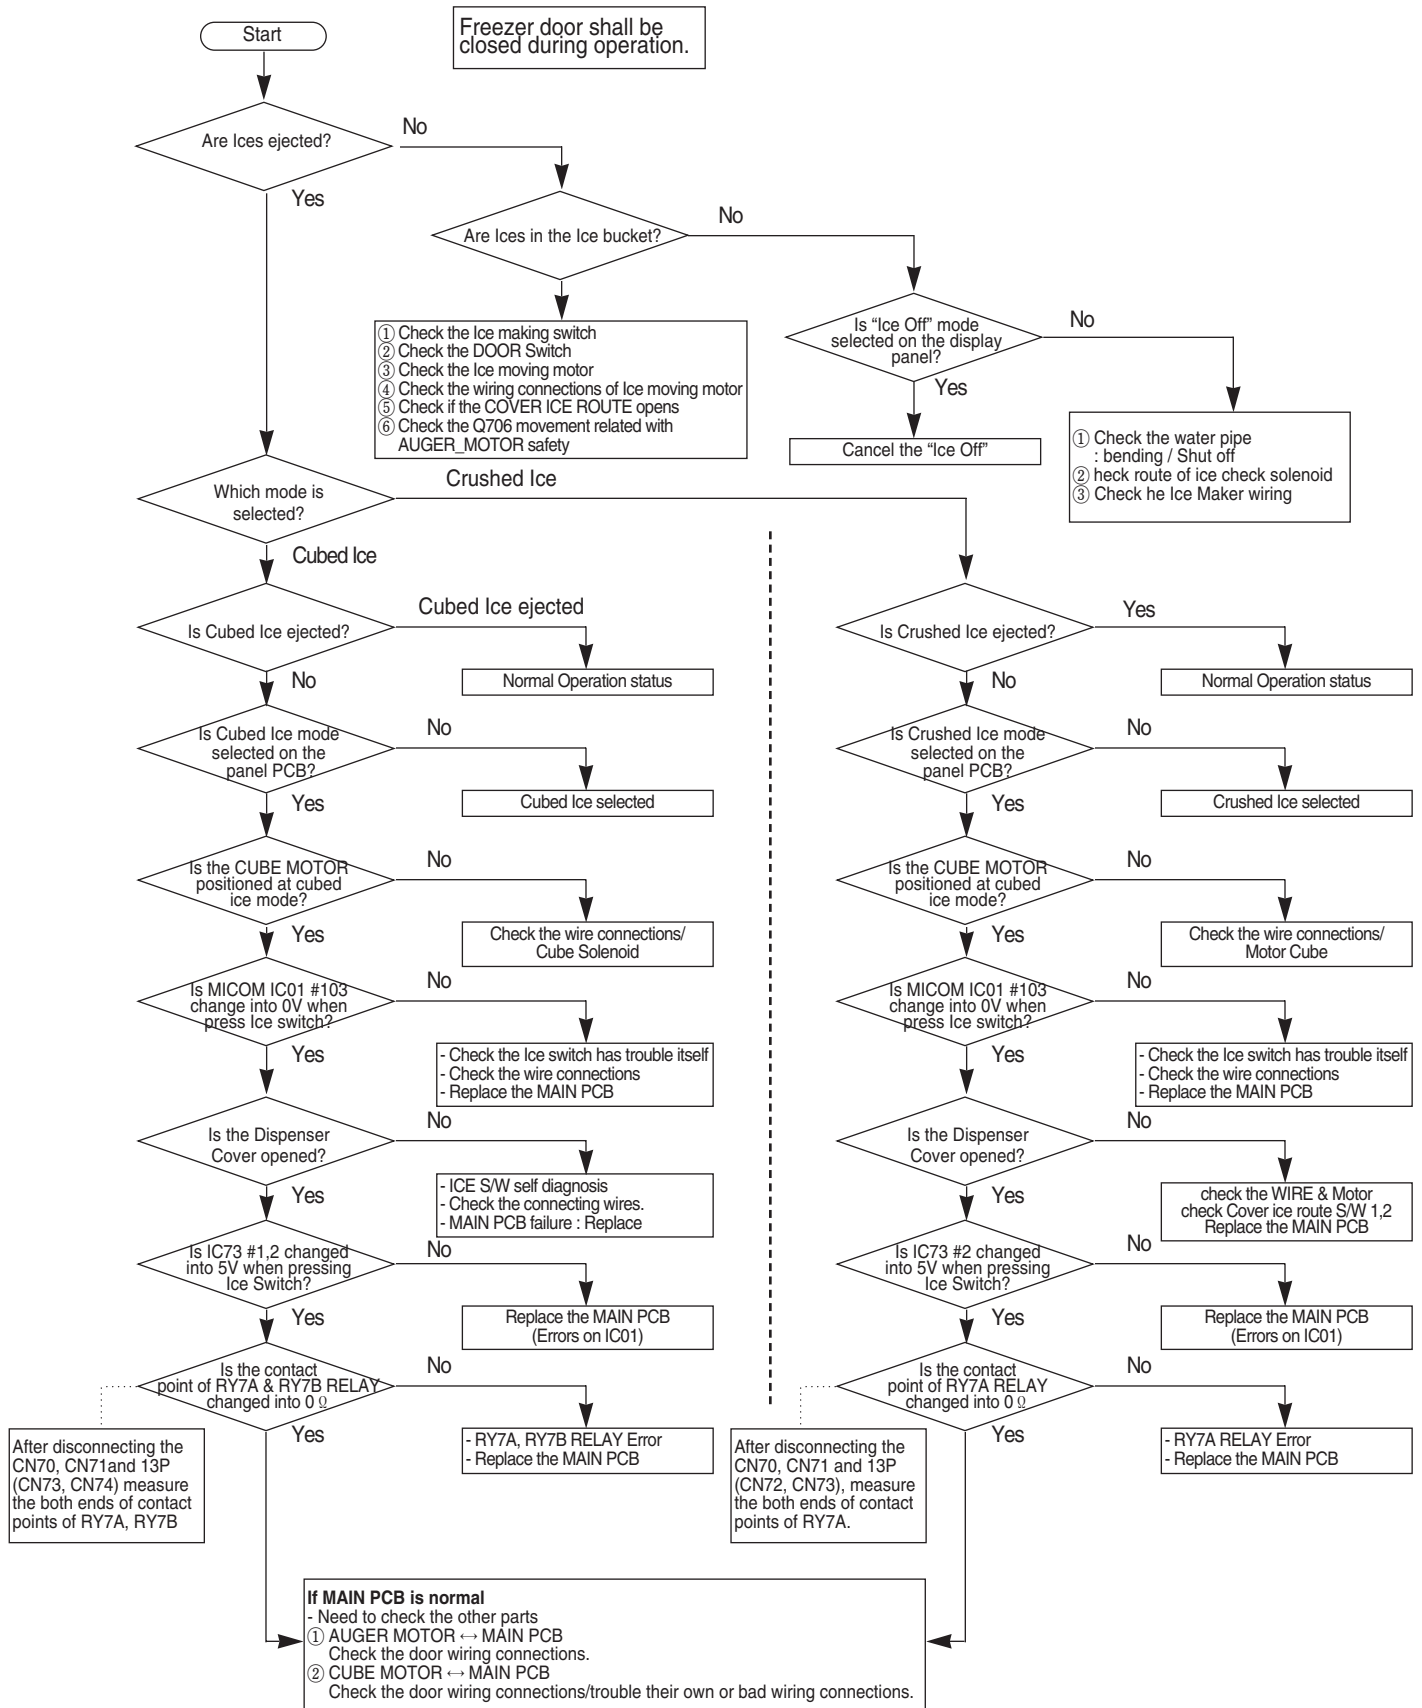 Start
Freezer door shall be
closed during operation.
Are Ices ejected?
No
Yes
Are Ices in the Ice bucket?
No
① Check the Ice making switch
② Check the DOOR Switch
③ Check the Ice moving motor
④ Check the wiring connections of Ice moving motor
⑤ Check if the COVER ICE ROUTE opens
⑥ Check the Q706 movement related with
AUGER_MOTOR safety
Is “Ice Off” mode
selected on the display
panel?
No
Yes
Cancel the “Ice Off”
① Check the water pipe
: bending / Shut off
② heck route of ice check solenoid
③ Check he Ice Maker wiring
Which mode is
selected?
Crushed Ice
Cubed Ice
Is Cubed Ice ejected?
Cubed Ice ejected
Normal Operation status
No
Is Cubed Ice mode
selected on the
panel PCB?
No
Cubed Ice selected
Yes
Is the CUBE MOTOR
positioned at cubed
ice mode?
No
Check the wire connections/
Cube Solenoid
Yes
Is MICOM IC01 #103
change into 0V when
press Ice switch?
No
- Check the Ice switch has trouble itself
- Check the wire connections
- Replace the MAIN PCB
Yes
Is the Dispenser
Cover opened?
No
- ICE S/W self diagnosis
- Check the connecting wires.
- MAIN PCB failure : Replace
Yes
Is IC73 #1,2 changed
into 5V when pressing
Ice Switch?
No
Replace the MAIN PCB
(Errors on IC01)
Yes
Is the contact
point of RY7A & RY7B RELAY
changed into 0 Ω
No
- RY7A, RY7B RELAY Error
- Replace the MAIN PCB
Yes
After disconnecting the
CN70, CN71and 13P
(CN73, CN74) measure
the both ends of contact
points of RY7A, RY7B
Is Crushed Ice ejected?
Yes
Normal Operation status
No
Is Crushed Ice mode
selected on the
panel PCB?
No
Crushed Ice selected
Yes
Is the CUBE MOTOR
positioned at cubed
ice mode?
No
Check the wire connections/
Motor Cube
Yes
Is MICOM IC01 #103
change into 0V when
press Ice switch?
No
- Check the Ice switch has trouble itself
- Check the wire connections
- Replace the MAIN PCB
Yes
Is the Dispenser
Cover opened?
No
check the WIRE & Motor
check Cover ice route S/W 1,2
Replace the MAIN PCB
Yes
Is IC73 #2 changed
into 5V when pressing
Ice Switch?
No
Replace the MAIN PCB
(Errors on IC01)
Yes
Is the contact
point of RY7A RELAY
changed into 0 Ω
No
- RY7A RELAY Error
- Replace the MAIN PCB
Yes
After disconnecting the
CN70, CN71 and 13P
(CN72, CN73), measure
the both ends of contact
points of RY7A.
If MAIN PCB is normal
- Need to check the other parts
① AUGER MOTOR ↔ MAIN PCB
Check the door wiring connections.
② CUBE MOTOR ↔ MAIN PCB
Check the door wiring connections/trouble their own or bad wiring connections.